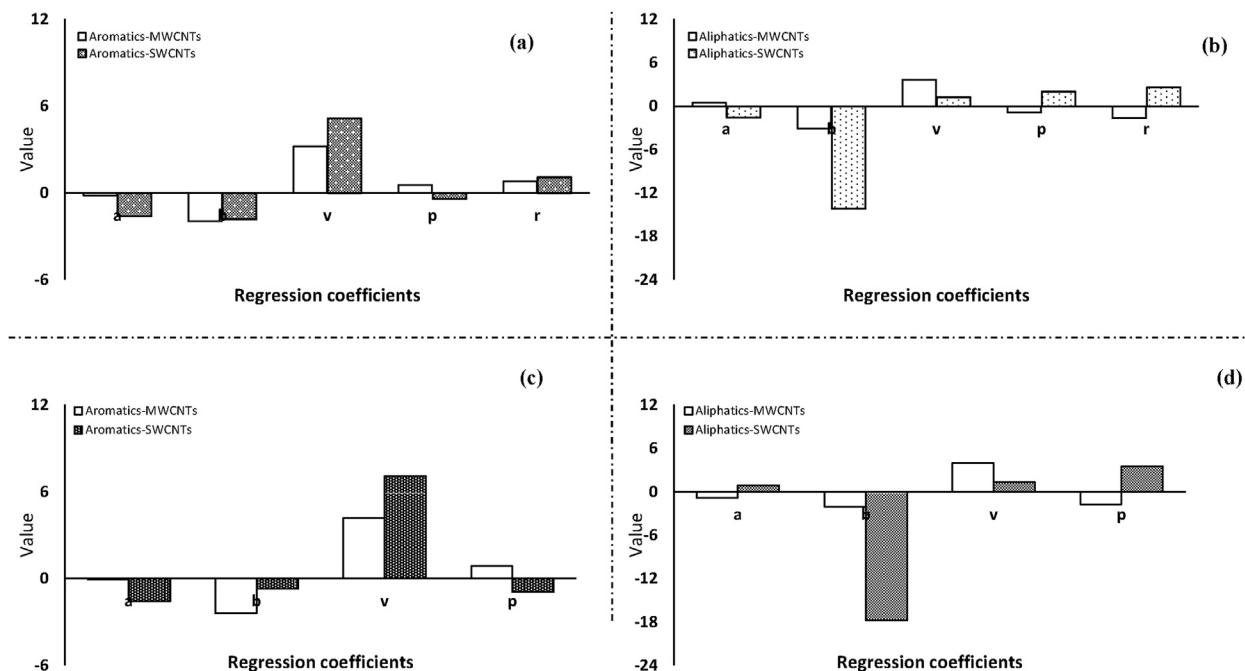 12
6
0
-6
Value
Aromatics-MWCNTs
Aromatics-SWCNTs
(a)
a
b
v
p
r
Regression coefficients
12
6
0
-6
-12
-18
-24
Value
Aliphatics-MWCNTs
Aliphatics-SWCNTs
(b)
a
b
v
p
r
Regression coefficients
(c)
12
6
0
-6
Value
Aromatics-MWCNTs
Aromatics-SWCNTs
a
b
v
p
Regression coefficients
(d)
12
6
0
-6
-12
-18
-24
Value
Aliphatics-MWCNTs
Aliphatics-SWCNTs
a
b
v
p
Regression coefficients